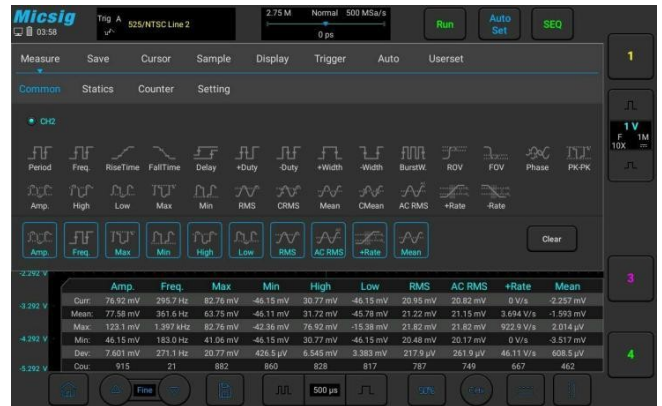 Micsig
Trig A 525/NTSC Line 2
2.75 M Normal 500 MSa/s
0 ps
Run
Auto Set
SEQ
03:58
Measure Save Cursor Sample Display Trigger Auto Userset
1
Common Statics Counter Setting
CH2
1 V
F 1M
10X
Period Freq. RiseTime FallTime Delay +Duty -Duty +Width -Width BurstW. ROV FOV Phase PK-PK
Amp. High Low Max Min RMS CRMS Mean CMean AC RMS +Rate -Rate
Amp. Freq. Max Min High Low RMS AC RMS +Rate Mean
Clear
-2.292 V
3
Amp. Freq. Max Min High Low RMS AC RMS +Rate Mean
Curr: 76.92 mV 295.7 Hz 82.76 mV -46.15 mV 30.77 mV -46.15 mV 20.95 mV 20.82 mV 0 V/s -2.257 mV
-3.292 V
Mean: 77.58 mV 361.6 Hz 63.75 mV -46.11 mV 31.72 mV -45.78 mV 21.22 mV 21.15 mV 3.694 V/s -1.593 mV
Max: 123.1 mV 1.397 kHz 82.76 mV -42.36 mV 76.92 mV -15.38 mV 21.82 mV 21.82 mV 922.9 V/s 2.014 μV
-4.292 V
Min: 46.15 mV 183.0 Hz 41.06 mV -46.15 mV 30.77 mV -46.15 mV 20.48 mV 20.17 mV 0 V/s -3.517 mV
Dev: 7.601 mV 271.1 Hz 20.77 mV 426.5 μV 6.545 mV 3.383 mV 217.9 μV 261.9 μV 46.11 V/s 608.5 μV
4
-5.292 V
Cou: 915 21 882 860 828 817 787 749 667 462
Fine
500 μs
50%